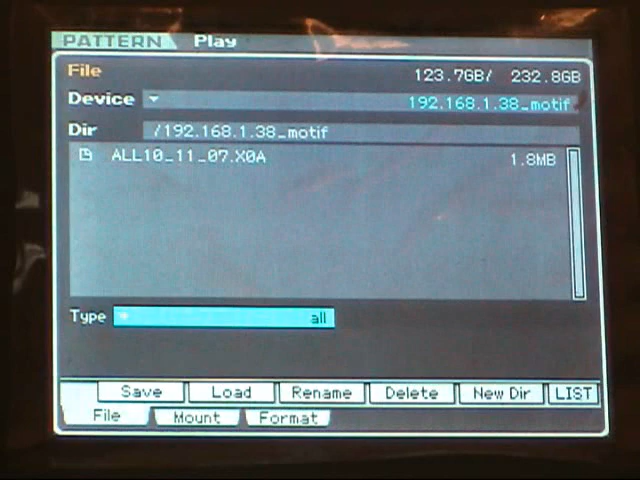 PATTERN Play
File 123.7GB/ 232.8GB
Device 192.168.1.38_motif
Dir /192.168.1.38_motif
ALL10_11_07.X0A 1.8MB
Type all
Save Load Rename Delete New Dir LIST
File Mount Format